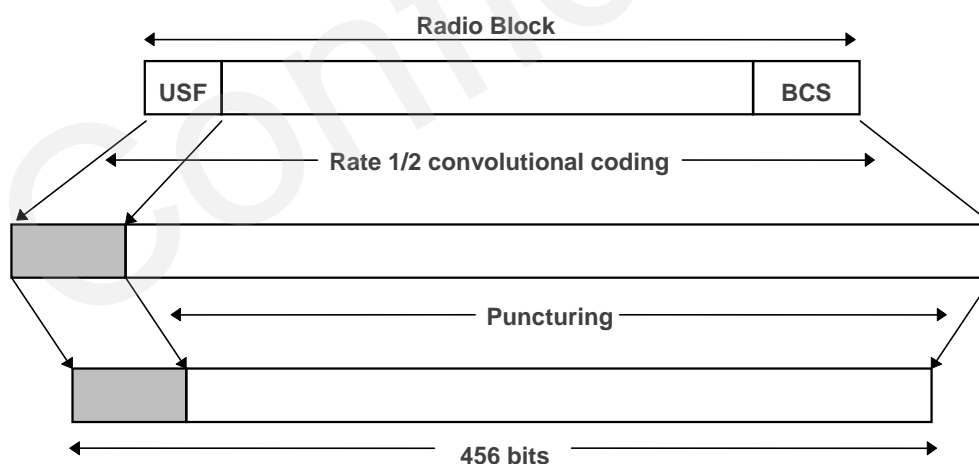 Radio Block
USF
BCS
Rate 1/2 convolutional coding
Puncturing
456 bits